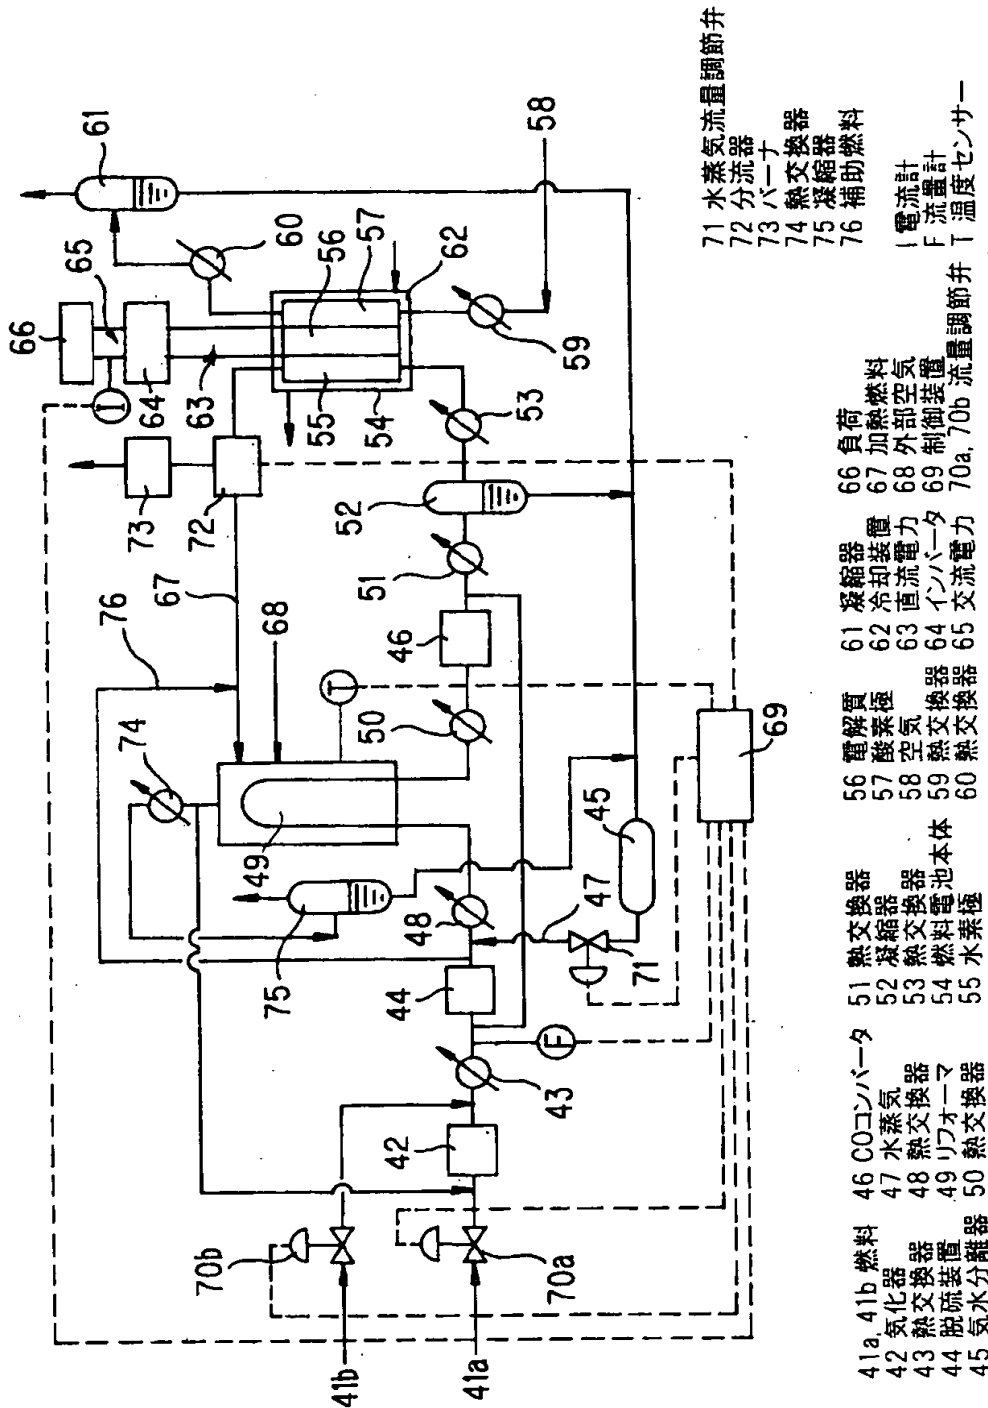 66
65
61
64
I
63
60
58
73
72
55
56
57
54
62
59
53
52
67
76
68
51
46
T
50
74
49
75
48
47
45
69
44
71
F
43
42
70b
70a
41b
41a
41a, 41b 燃料
42 気化器
43 熱交換器
44 脱硫装置
45 気水分離器
46 COコンバータ
47 水蒸気
48 熱交換器
49 リフォーマ
50 熱交換器
51 熱交換器
52 凝縮器
53 熱交換器
54 燃料電池本体
55 水素極
56 電解質
57 酸素極
58 空気
59 熱交換器
60 熱交換器
61 凝縮器
62 冷却装置
63 直流電力
64 インバータ
65 交流電力
66 負荷
67 加熱燃料
68 外部空気
69 制御装置
70a, 70b 流量調節弁
71 水蒸気流量調節弁
72 分流器
73 バーナ
74 熱交換器
75 凝縮器
76 補助燃料
I 電流計
F 流量計
T 温度センサー